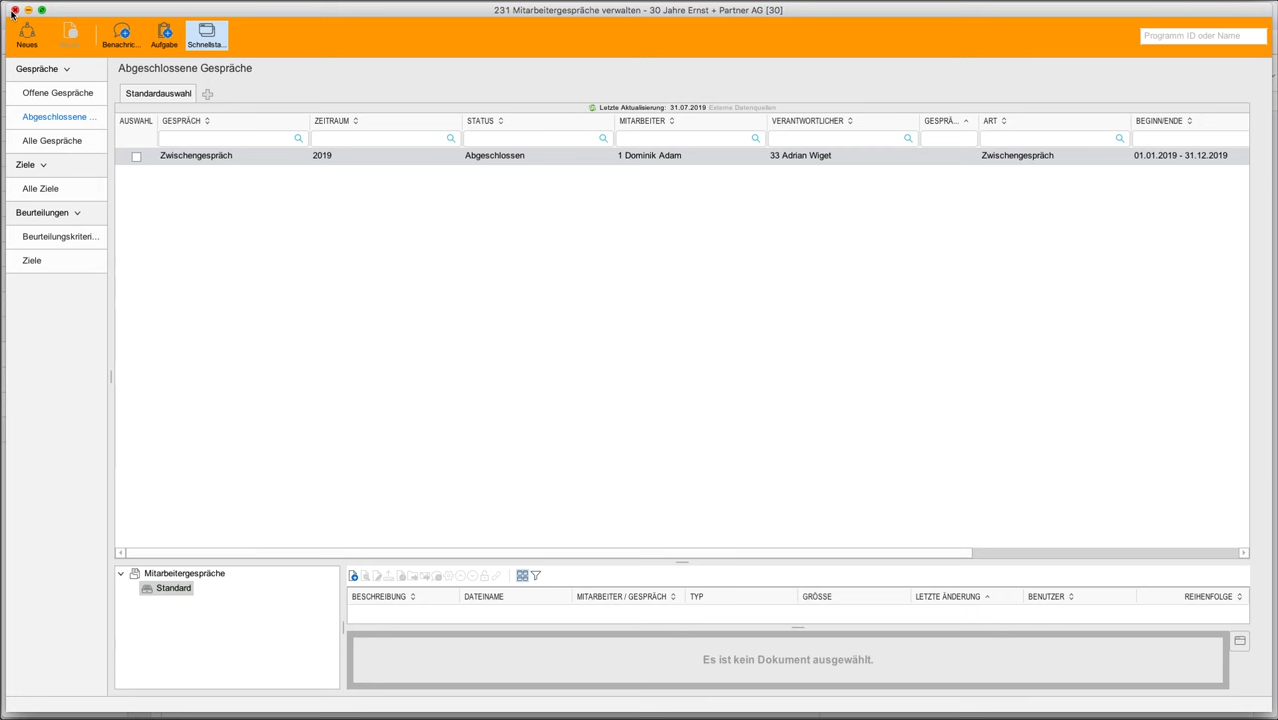 231 Mitarbeitergespräche verwalten - 30 Jahre Ernst + Partner AG [30]
Neues
Benachric... Aufgabe Schnellsta...
Programm ID oder Name
Gespräche
Offene Gespräche
Abgeschlossene ...
Alle Gespräche
Ziele
Alle Ziele
Beurteilungen
Beurteilungskriteri...
Ziele
Abgeschlossene Gespräche
Standardauswahl
Letzte Aktualisierung: 31.07.2019 Externe Datenquellen
AUSWAHL GESPRÄCH ZEITRAUM STATUS MITARBEITER VERANTWORTLICHER GESPRÄ... ART BEGINN/ENDE
Zwischengespräch 2019 Abgeschlossen 1 Dominik Adam 33 Adrian Wiget Zwischengespräch 01.01.2019 - 31.12.2019
Mitarbeitergespräche
Standard
BESCHREIBUNG DATEINAME MITARBEITER / GESPRÄCH TYP GRÖSSE LETZTE ÄNDERUNG BENUTZER REIHENFOLGE
Es ist kein Dokument ausgewählt.